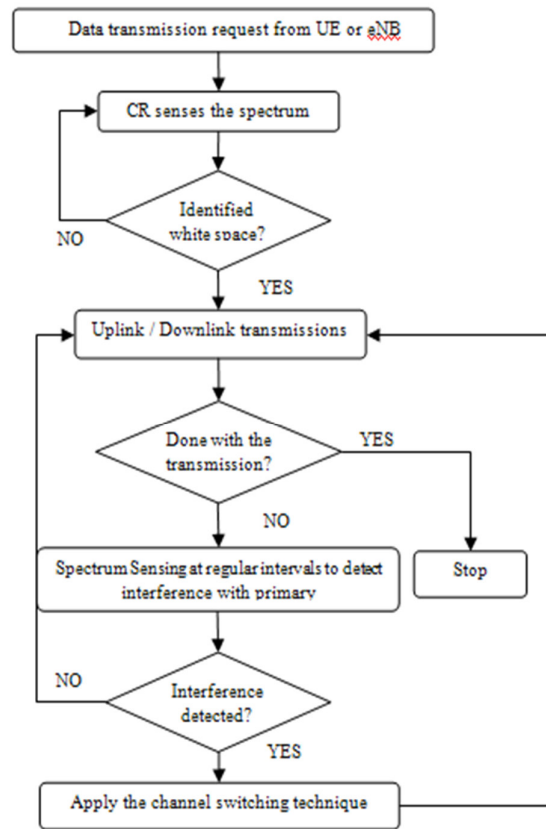 Data transmission request from UE or eNB
CR senses the spectrum
Identified
white space?
NO
YES
Uplink / Downlink transmissions
Done with the
transmission?
YES
NO
Spectrum Sensing at regular intervals to detect
interference with primary
Stop
NO
Interference
detected?
YES
Apply the channel switching technique